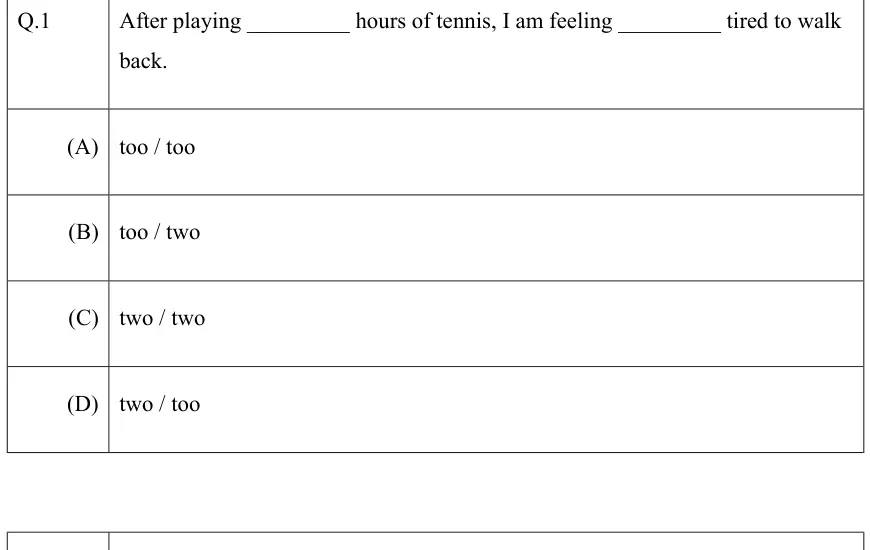 Q.1 After playing _________ hours of tennis, I am feeling _________ tired to walk
back.
(A) too / too
(B) too / two
(C) two / two
(D) two / too